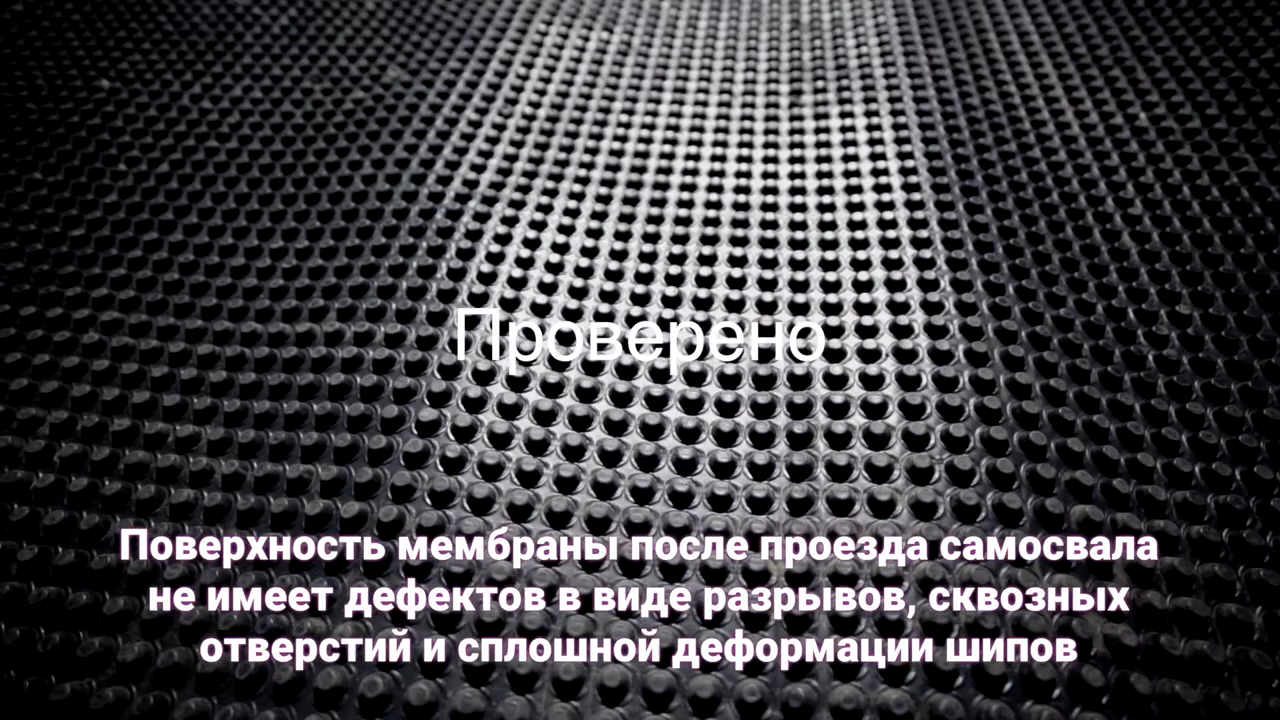 Проверено
Поверхность мембраны после проезда самосвала
не имеет дефектов в виде разрывов, сквозных
отверстий и сплошной деформации шипов